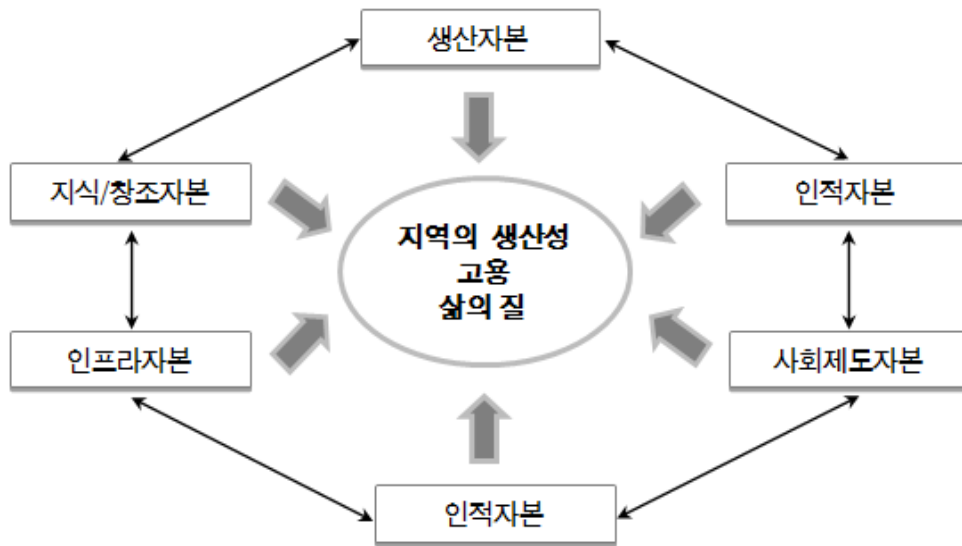 생산자본
지식/창조자본
인적자본
지역의 생산성
고용
삶의 질
인프라자본
사회제도자본
인적자본